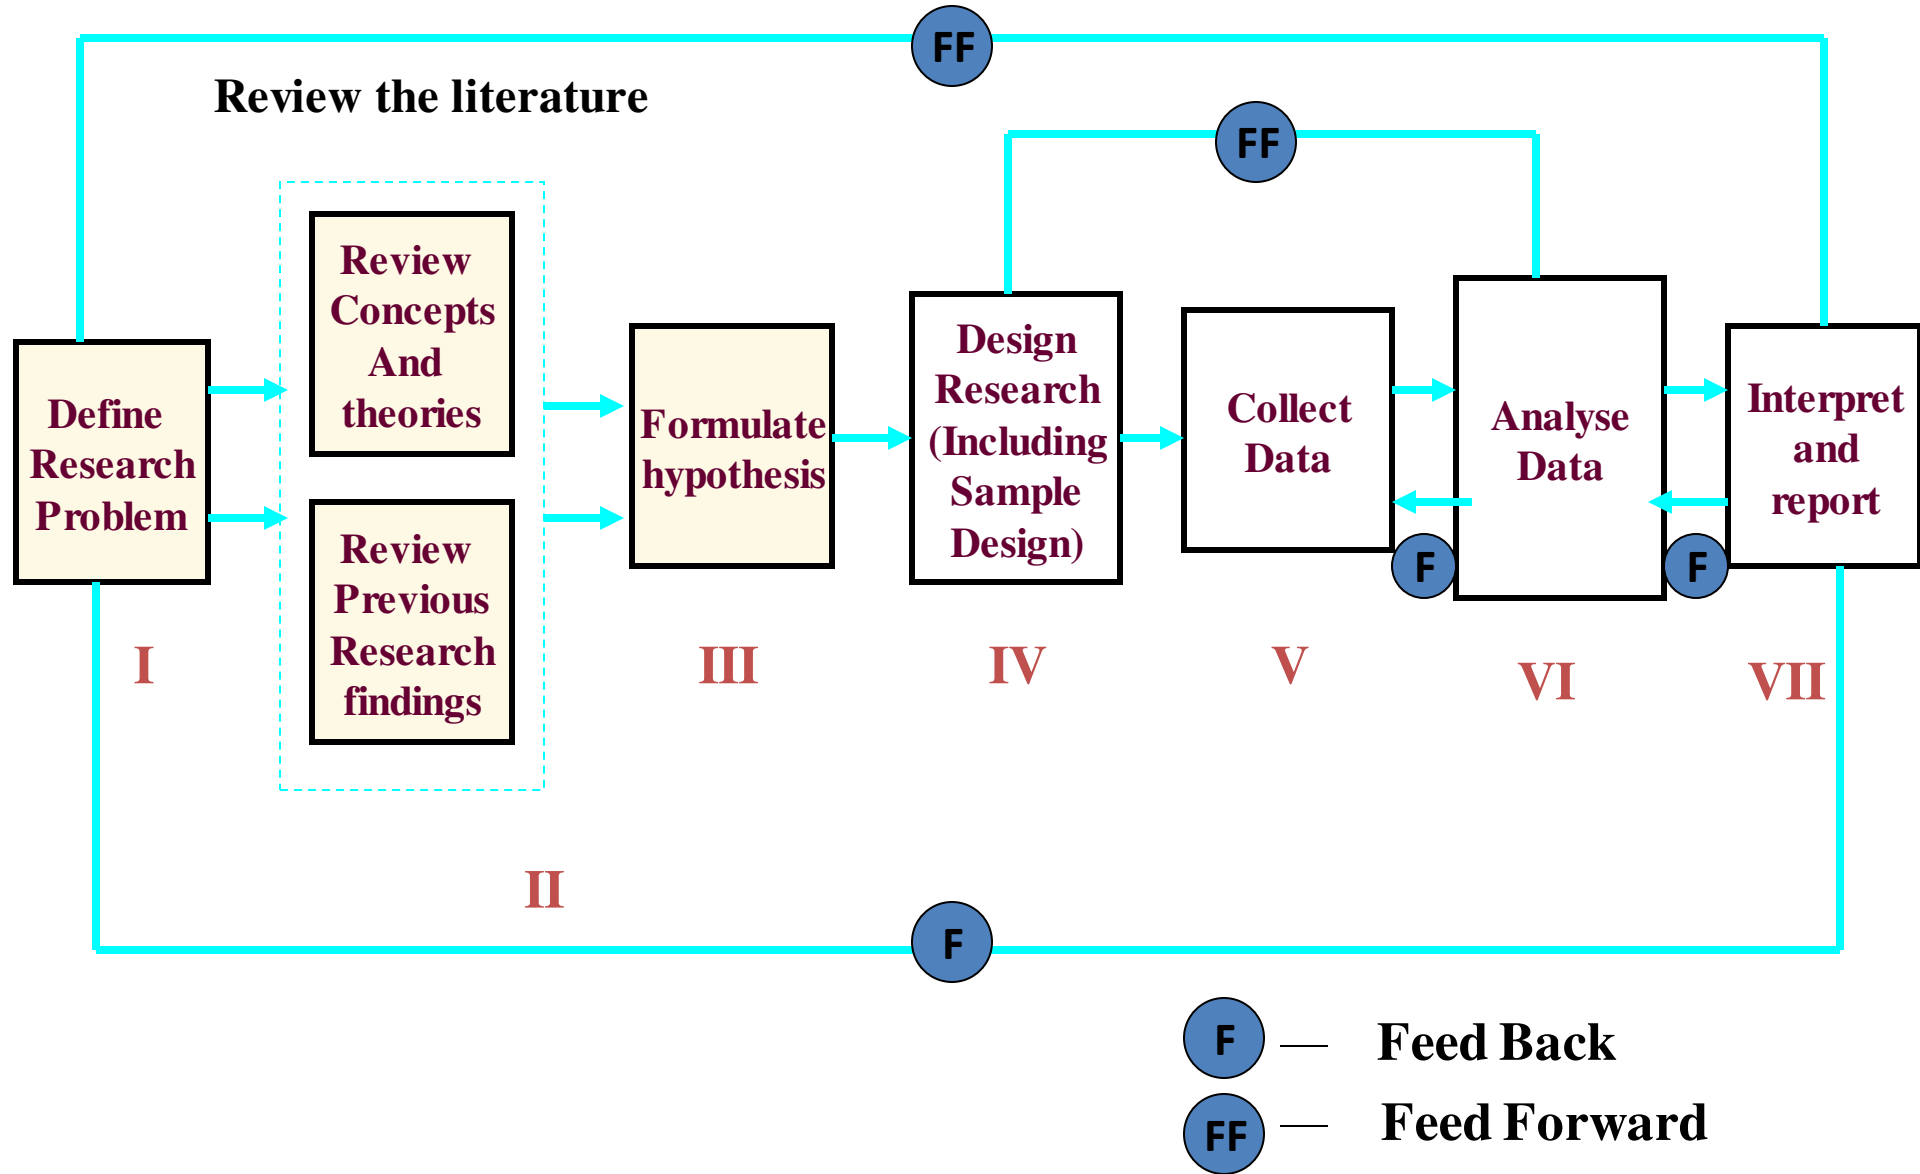 FF
Review the literature
FF
Define
Research
Problem
Review
Concepts
And
theories
Review
Previous
Research
findings
Formulate
hypothesis
Design
Research
(Including
Sample
Design)
Collect
Data
Analyse
Data
Interpret
and
report
F
F
I
II
III
IV
V
VI
VII
F
F — Feed Back
FF — Feed Forward